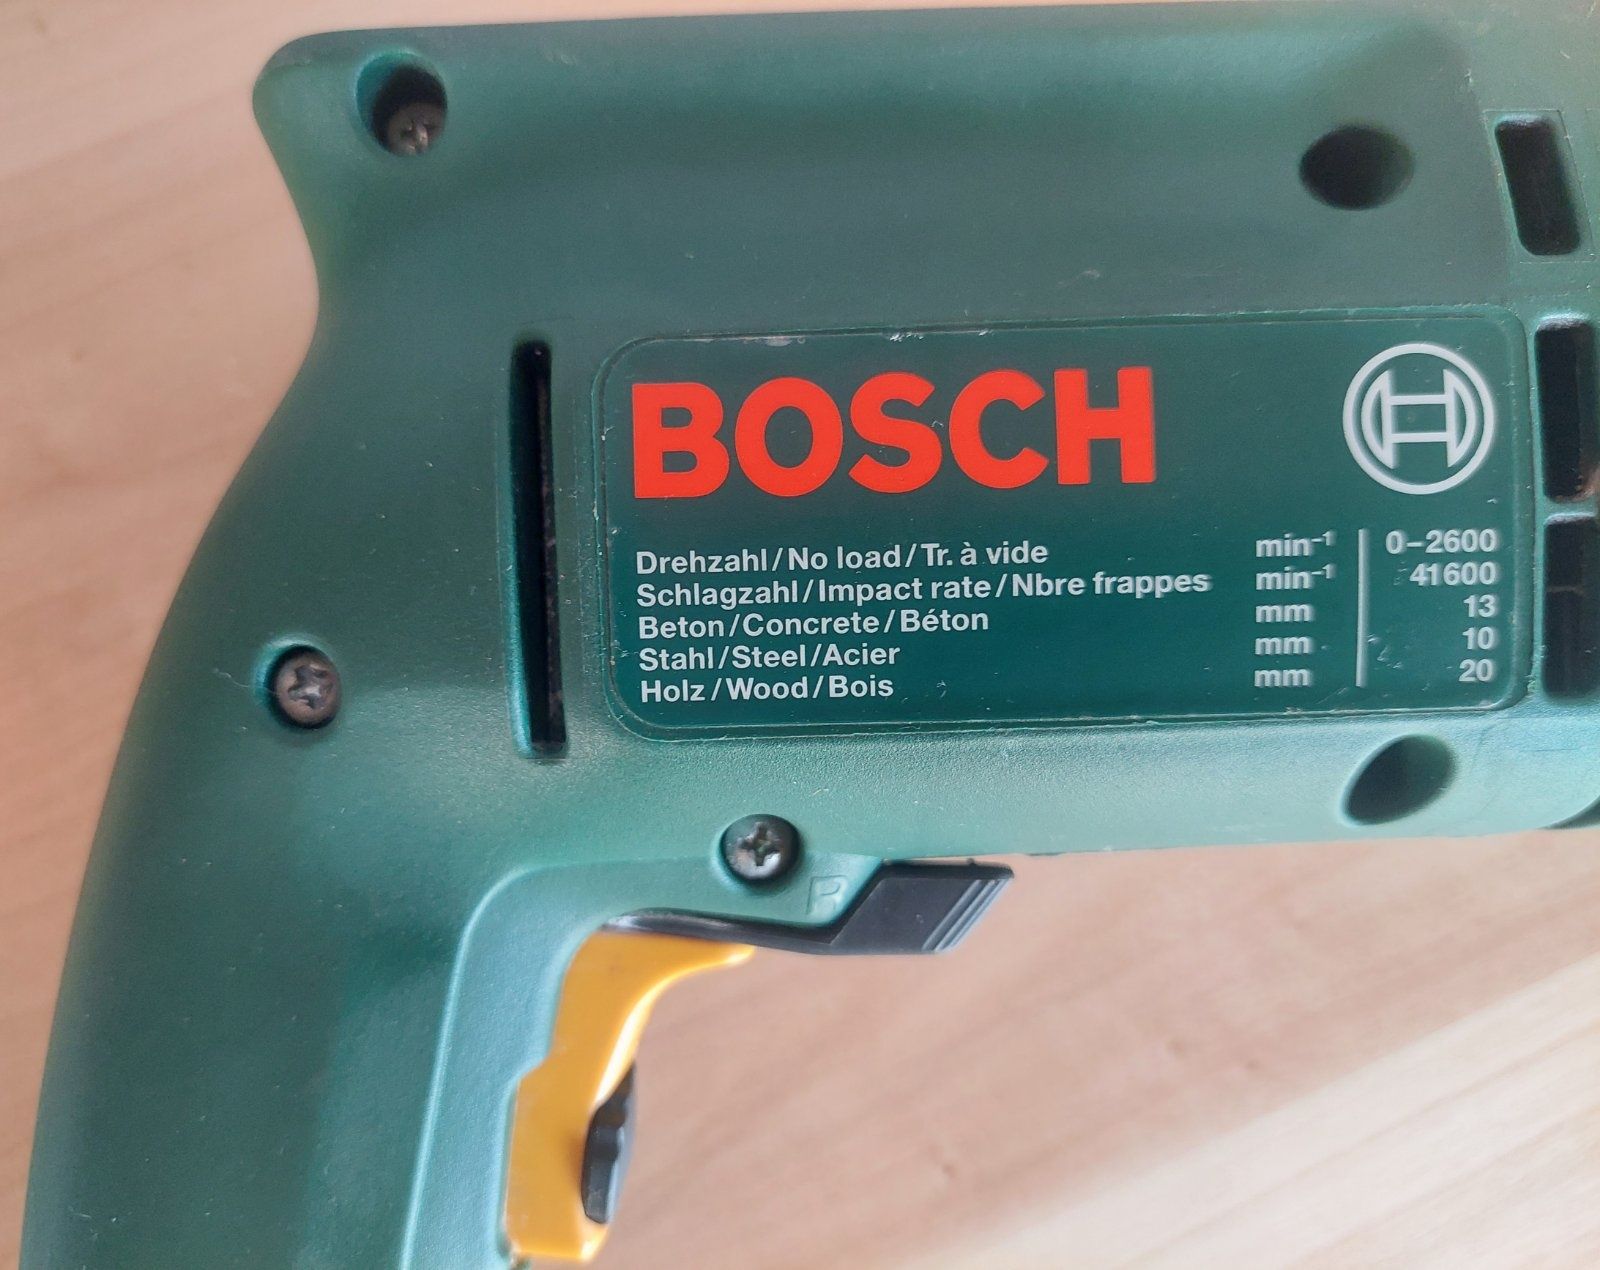 BOSCH
Drehzahl/No load/Tr. à vide min⁻¹ 0–2600
Schlagzahl/Impact rate/Nbre frappes min⁻¹ 41600
Beton/Concrete/Béton mm 13
Stahl/Steel/Acier mm 10
Holz/Wood/Bois mm 20
R